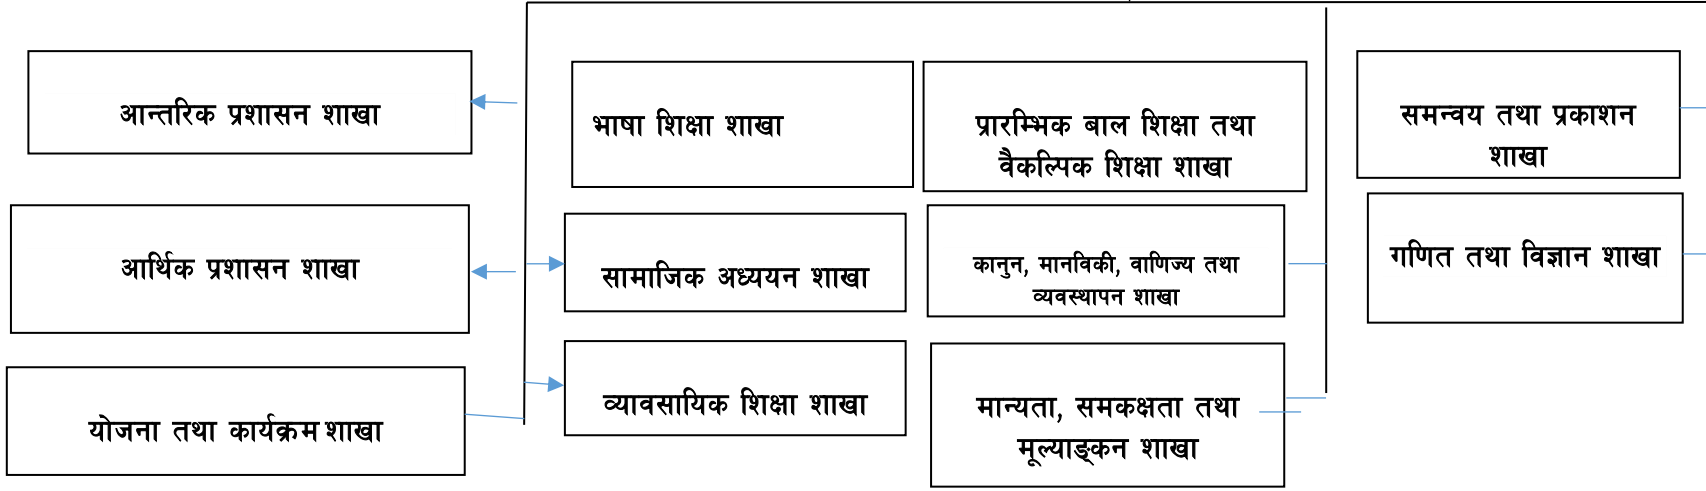 आन्तरिक प्रशासन शाखा
भाषा शिक्षा शाखा
प्रारम्भिक बाल शिक्षा तथा
वैकल्पिक शिक्षा शाखा
समन्वय तथा प्रकाशन
शाखा
आर्थिक प्रशासन शाखा
सामाजिक अध्ययन शाखा
कानुन, मानविकी, वाणिज्य तथा
व्यवस्थापन शाखा
गणित तथा विज्ञान शाखा
योजना तथा कार्यक्रम शाखा
व्यावसायिक शिक्षा शाखा
मान्यता, समकक्षता तथा
मूल्याङ्कन शाखा